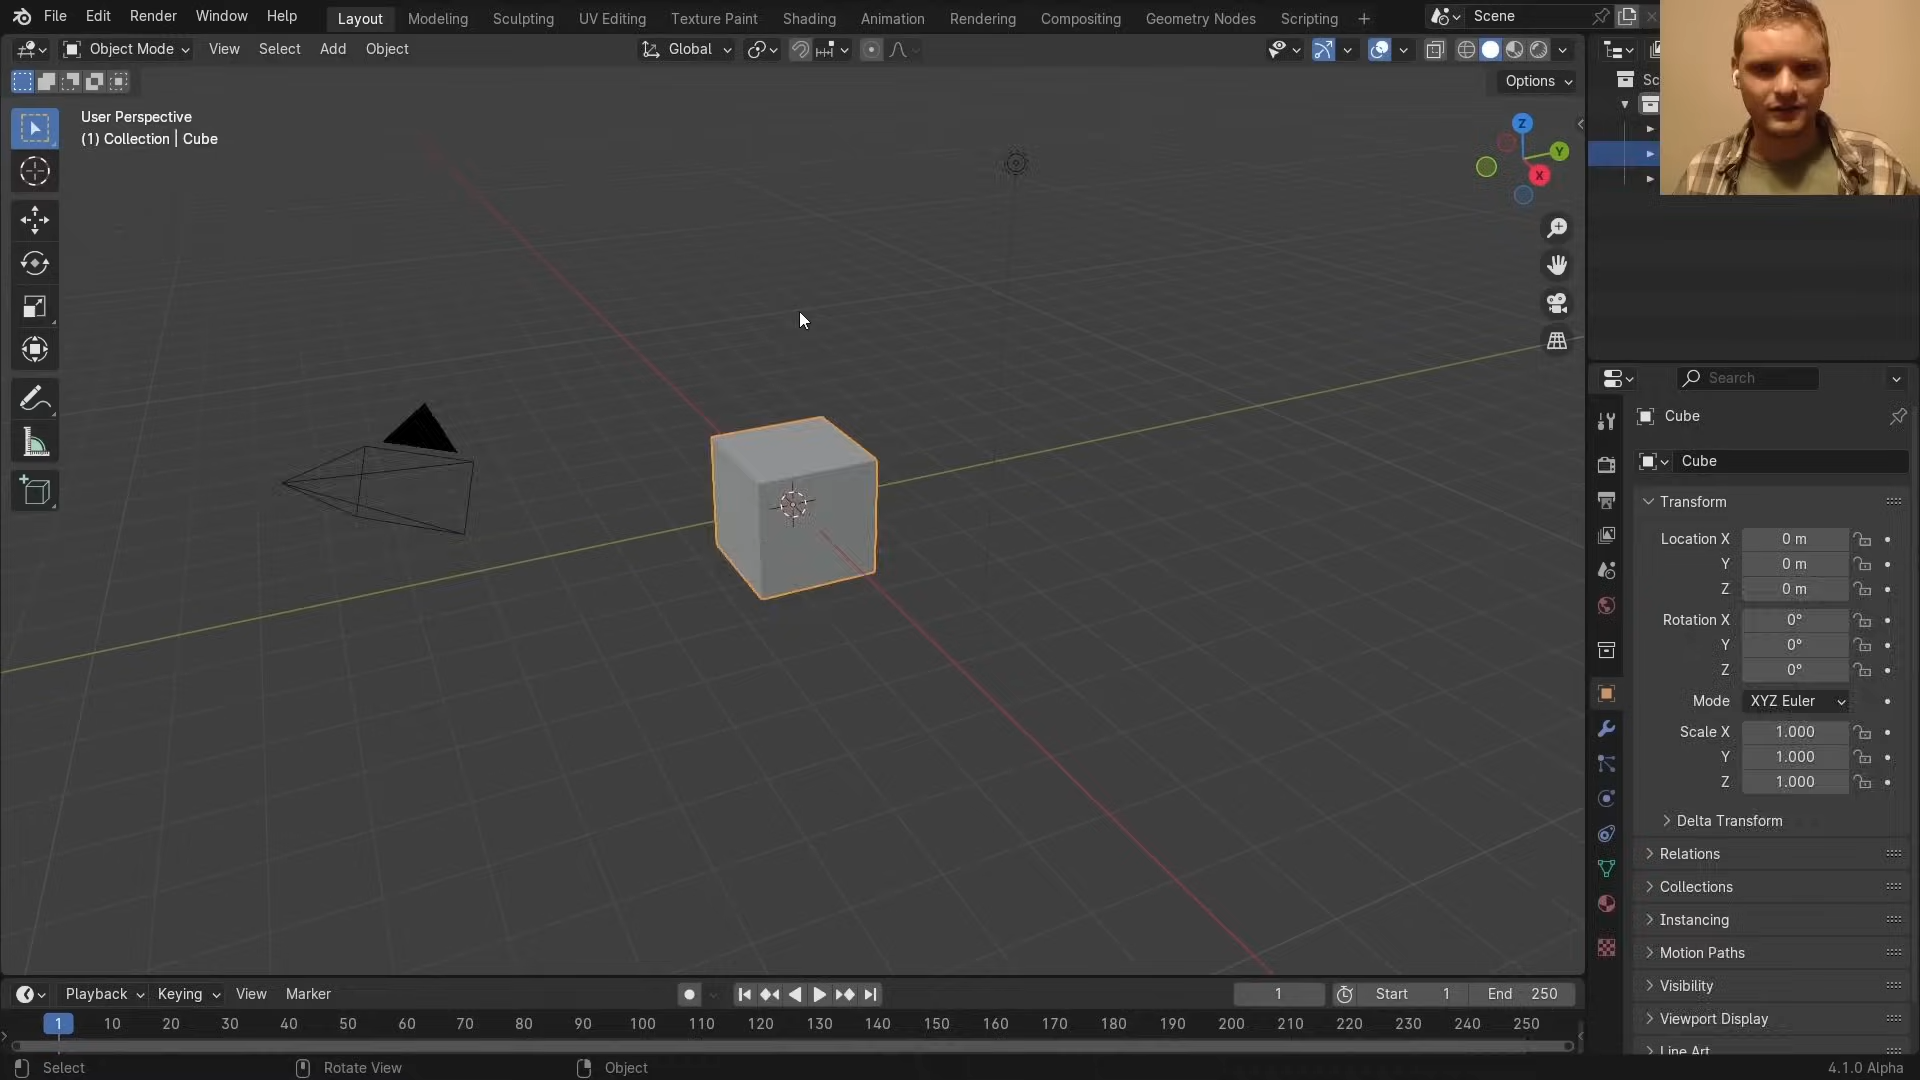 File Edit Render Window Help Layout Modeling Sculpting UV Editing Texture Paint Shading Animation Rendering Compositing Geometry Nodes Scripting + Scene
Object Mode View Select Add Object Global
Options
User Perspective
(1) Collection | Cube
Z
Y
X
Sc
Search
Cube
Cube
Transform
Location X 0 m
Y 0 m
Z 0 m
Rotation X 0°
Y 0°
Z 0°
Mode XYZ Euler
Scale X 1.000
Y 1.000
Z 1.000
Delta Transform
Relations
Collections
Instancing
Motion Paths
Visibility
Viewport Display
Line Art
Playback Keying View Marker 1 Start 1 End 250
1 10 20 30 40 50 60 70 80 90 100 110 120 130 140 150 160 170 180 190 200 210 220 230 240 250
Select Rotate View Object 4.1.0 Alpha